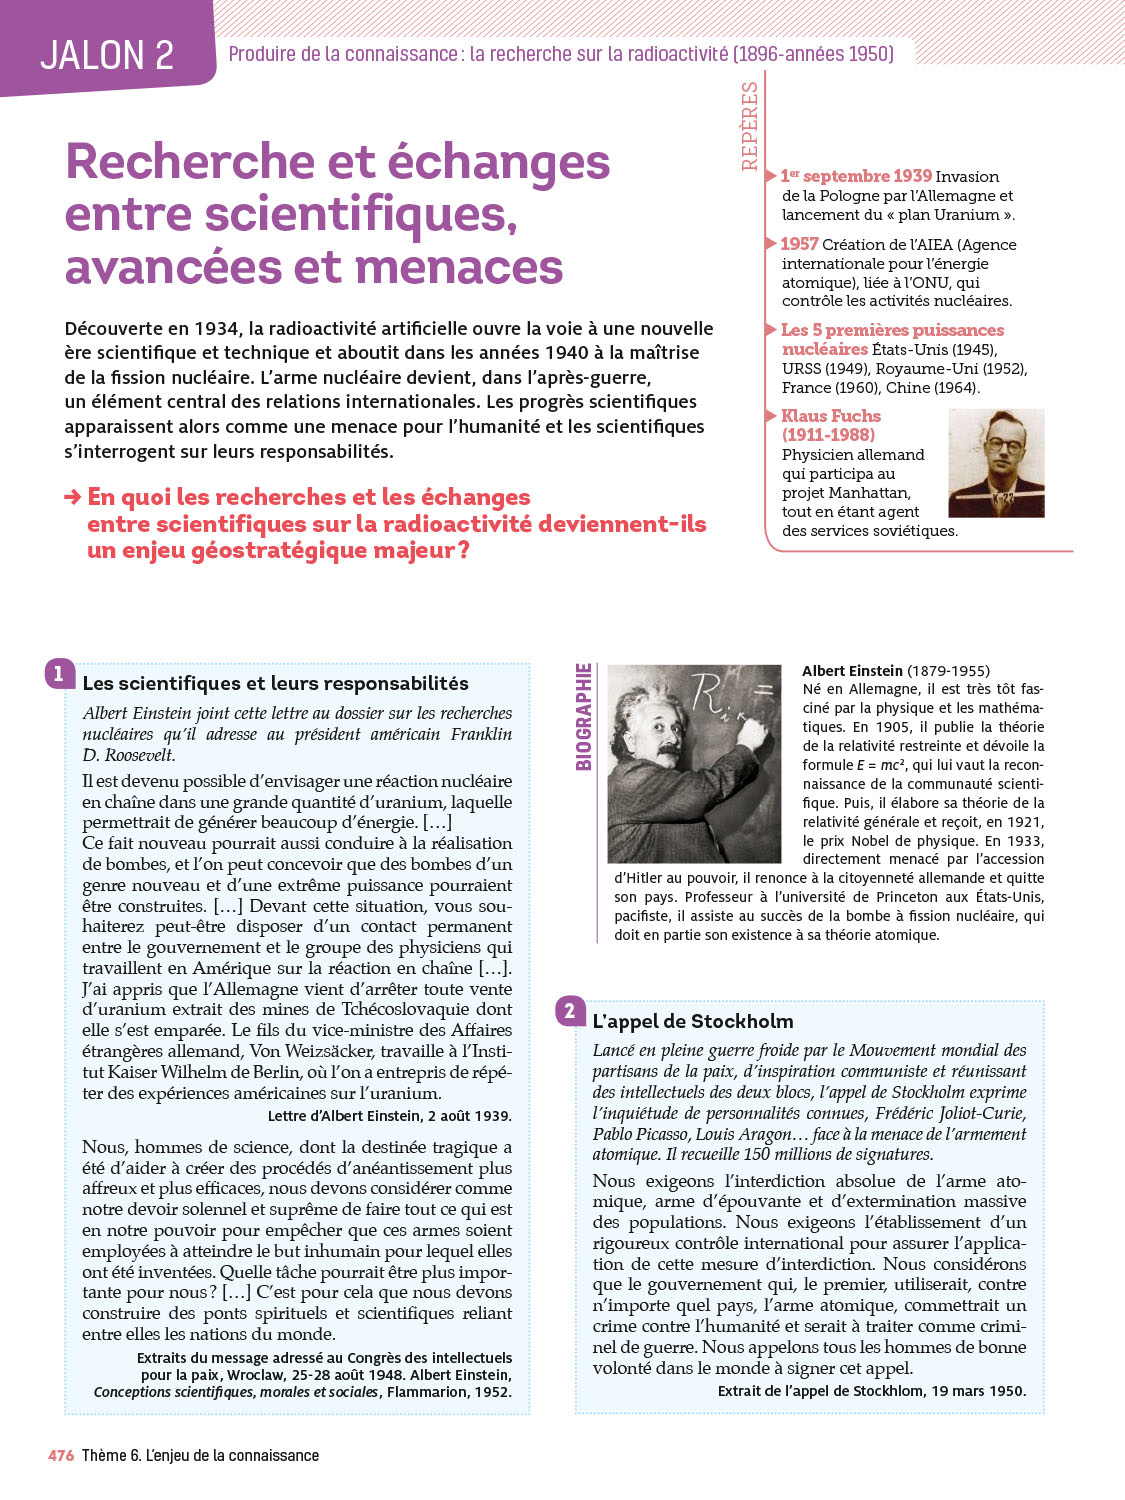 JALON 2
Produire de la connaissance : la recherche sur la radioactivité (1896-années 1950)
Recherche et échanges
entre scientifiques,
avancées et menaces
Découverte en 1934, la radioactivité artificielle ouvre la voie à une nouvelle
ère scientifique et technique et aboutit dans les années 1940 à la maîtrise
de la fission nucléaire. L'arme nucléaire devient, dans l'après-guerre,
un élément central des relations internationales. Les progrès scientifiques
apparaissent alors comme une menace pour l'humanité et les scientifiques
s'interrogent sur leurs responsabilités.
→ En quoi les recherches et les échanges
entre scientifiques sur la radioactivité deviennent-ils
un enjeu géostratégique majeur ?
REPÈRES
1er septembre 1939 Invasion
de la Pologne par l'Allemagne et
lancement du « plan Uranium ».
1957 Création de l'AIEA (Agence
internationale pour l'énergie
atomique), liée à l'ONU, qui
contrôle les activités nucléaires.
Les 5 premières puissances
nucléaires États-Unis (1945),
URSS (1949), Royaume-Uni (1952),
France (1960), Chine (1964).
Klaus Fuchs
(1911-1988)
Physicien allemand
qui participa au
projet Manhattan,
tout en étant agent
des services soviétiques.
K-22
1
Les scientifiques et leurs responsabilités
Albert Einstein joint cette lettre au dossier sur les recherches
nucléaires qu'il adresse au président américain Franklin
D. Roosevelt.
Il est devenu possible d'envisager une réaction nucléaire
en chaîne dans une grande quantité d'uranium, laquelle
permettrait de générer beaucoup d'énergie. […]
Ce fait nouveau pourrait aussi conduire à la réalisation
de bombes, et l'on peut concevoir que des bombes d'un
genre nouveau et d'une extrême puissance pourraient
être construites. […] Devant cette situation, vous sou-
haiterez peut-être disposer d'un contact permanent
entre le gouvernement et le groupe des physiciens qui
travaillent en Amérique sur la réaction en chaîne […].
J'ai appris que l'Allemagne vient d'arrêter toute vente
d'uranium extrait des mines de Tchécoslovaquie dont
elle s'est emparée. Le fils du vice-ministre des Affaires
étrangères allemand, Von Weizsäcker, travaille à l'Insti-
tut Kaiser Wilhelm de Berlin, où l'on a entrepris de répé-
ter des expériences américaines sur l'uranium.
Lettre d'Albert Einstein, 2 août 1939.
Nous, hommes de science, dont la destinée tragique a
été d'aider à créer des procédés d'anéantissement plus
affreux et plus efficaces, nous devons considérer comme
notre devoir solennel et suprême de faire tout ce qui est
en notre pouvoir pour empêcher que ces armes soient
employées à atteindre le but inhumain pour lequel elles
ont été inventées. Quelle tâche pourrait être plus impor-
tante pour nous ? […] C'est pour cela que nous devons
construire des ponts spirituels et scientifiques reliant
entre elles les nations du monde.
Extraits du message adressé au Congrès des intellectuels
pour la paix, Wroclaw, 25-28 août 1948. Albert Einstein,
Conceptions scientifiques, morales et sociales, Flammarion, 1952.
BIOGRAPHIE
Albert Einstein (1879-1955)
Né en Allemagne, il est très tôt fas-
ciné par la physique et les mathéma-
tiques. En 1905, il publie la théorie
de la relativité restreinte et dévoile la
formule E = mc², qui lui vaut la recon-
naissance de la communauté scienti-
fique. Puis, il élabore sa théorie de la
relativité générale et reçoit, en 1921,
le prix Nobel de physique. En 1933,
directement menacé par l'accession
d'Hitler au pouvoir, il renonce à la citoyenneté allemande et quitte
son pays. Professeur à l'université de Princeton aux États-Unis,
pacifiste, il assiste au succès de la bombe à fission nucléaire, qui
doit en partie son existence à sa théorie atomique.
2
L'appel de Stockholm
Lancé en pleine guerre froide par le Mouvement mondial des
partisans de la paix, d'inspiration communiste et réunissant
des intellectuels des deux blocs, l'appel de Stockholm exprime
l'inquiétude de personnalités connues, Frédéric Joliot-Curie,
Pablo Picasso, Louis Aragon… face à la menace de l'armement
atomique. Il recueille 150 millions de signatures.
Nous exigeons l'interdiction absolue de l'arme ato-
mique, arme d'épouvante et d'extermination massive
des populations. Nous exigeons l'établissement d'un
rigoureux contrôle international pour assurer l'applica-
tion de cette mesure d'interdiction. Nous considérons
que le gouvernement qui, le premier, utiliserait, contre
n'importe quel pays, l'arme atomique, commettrait un
crime contre l'humanité et serait à traiter comme crimi-
nel de guerre. Nous appelons tous les hommes de bonne
volonté dans le monde à signer cet appel.
Extrait de l'appel de Stockhlom, 19 mars 1950.
476 Thème 6. L'enjeu de la connaissance